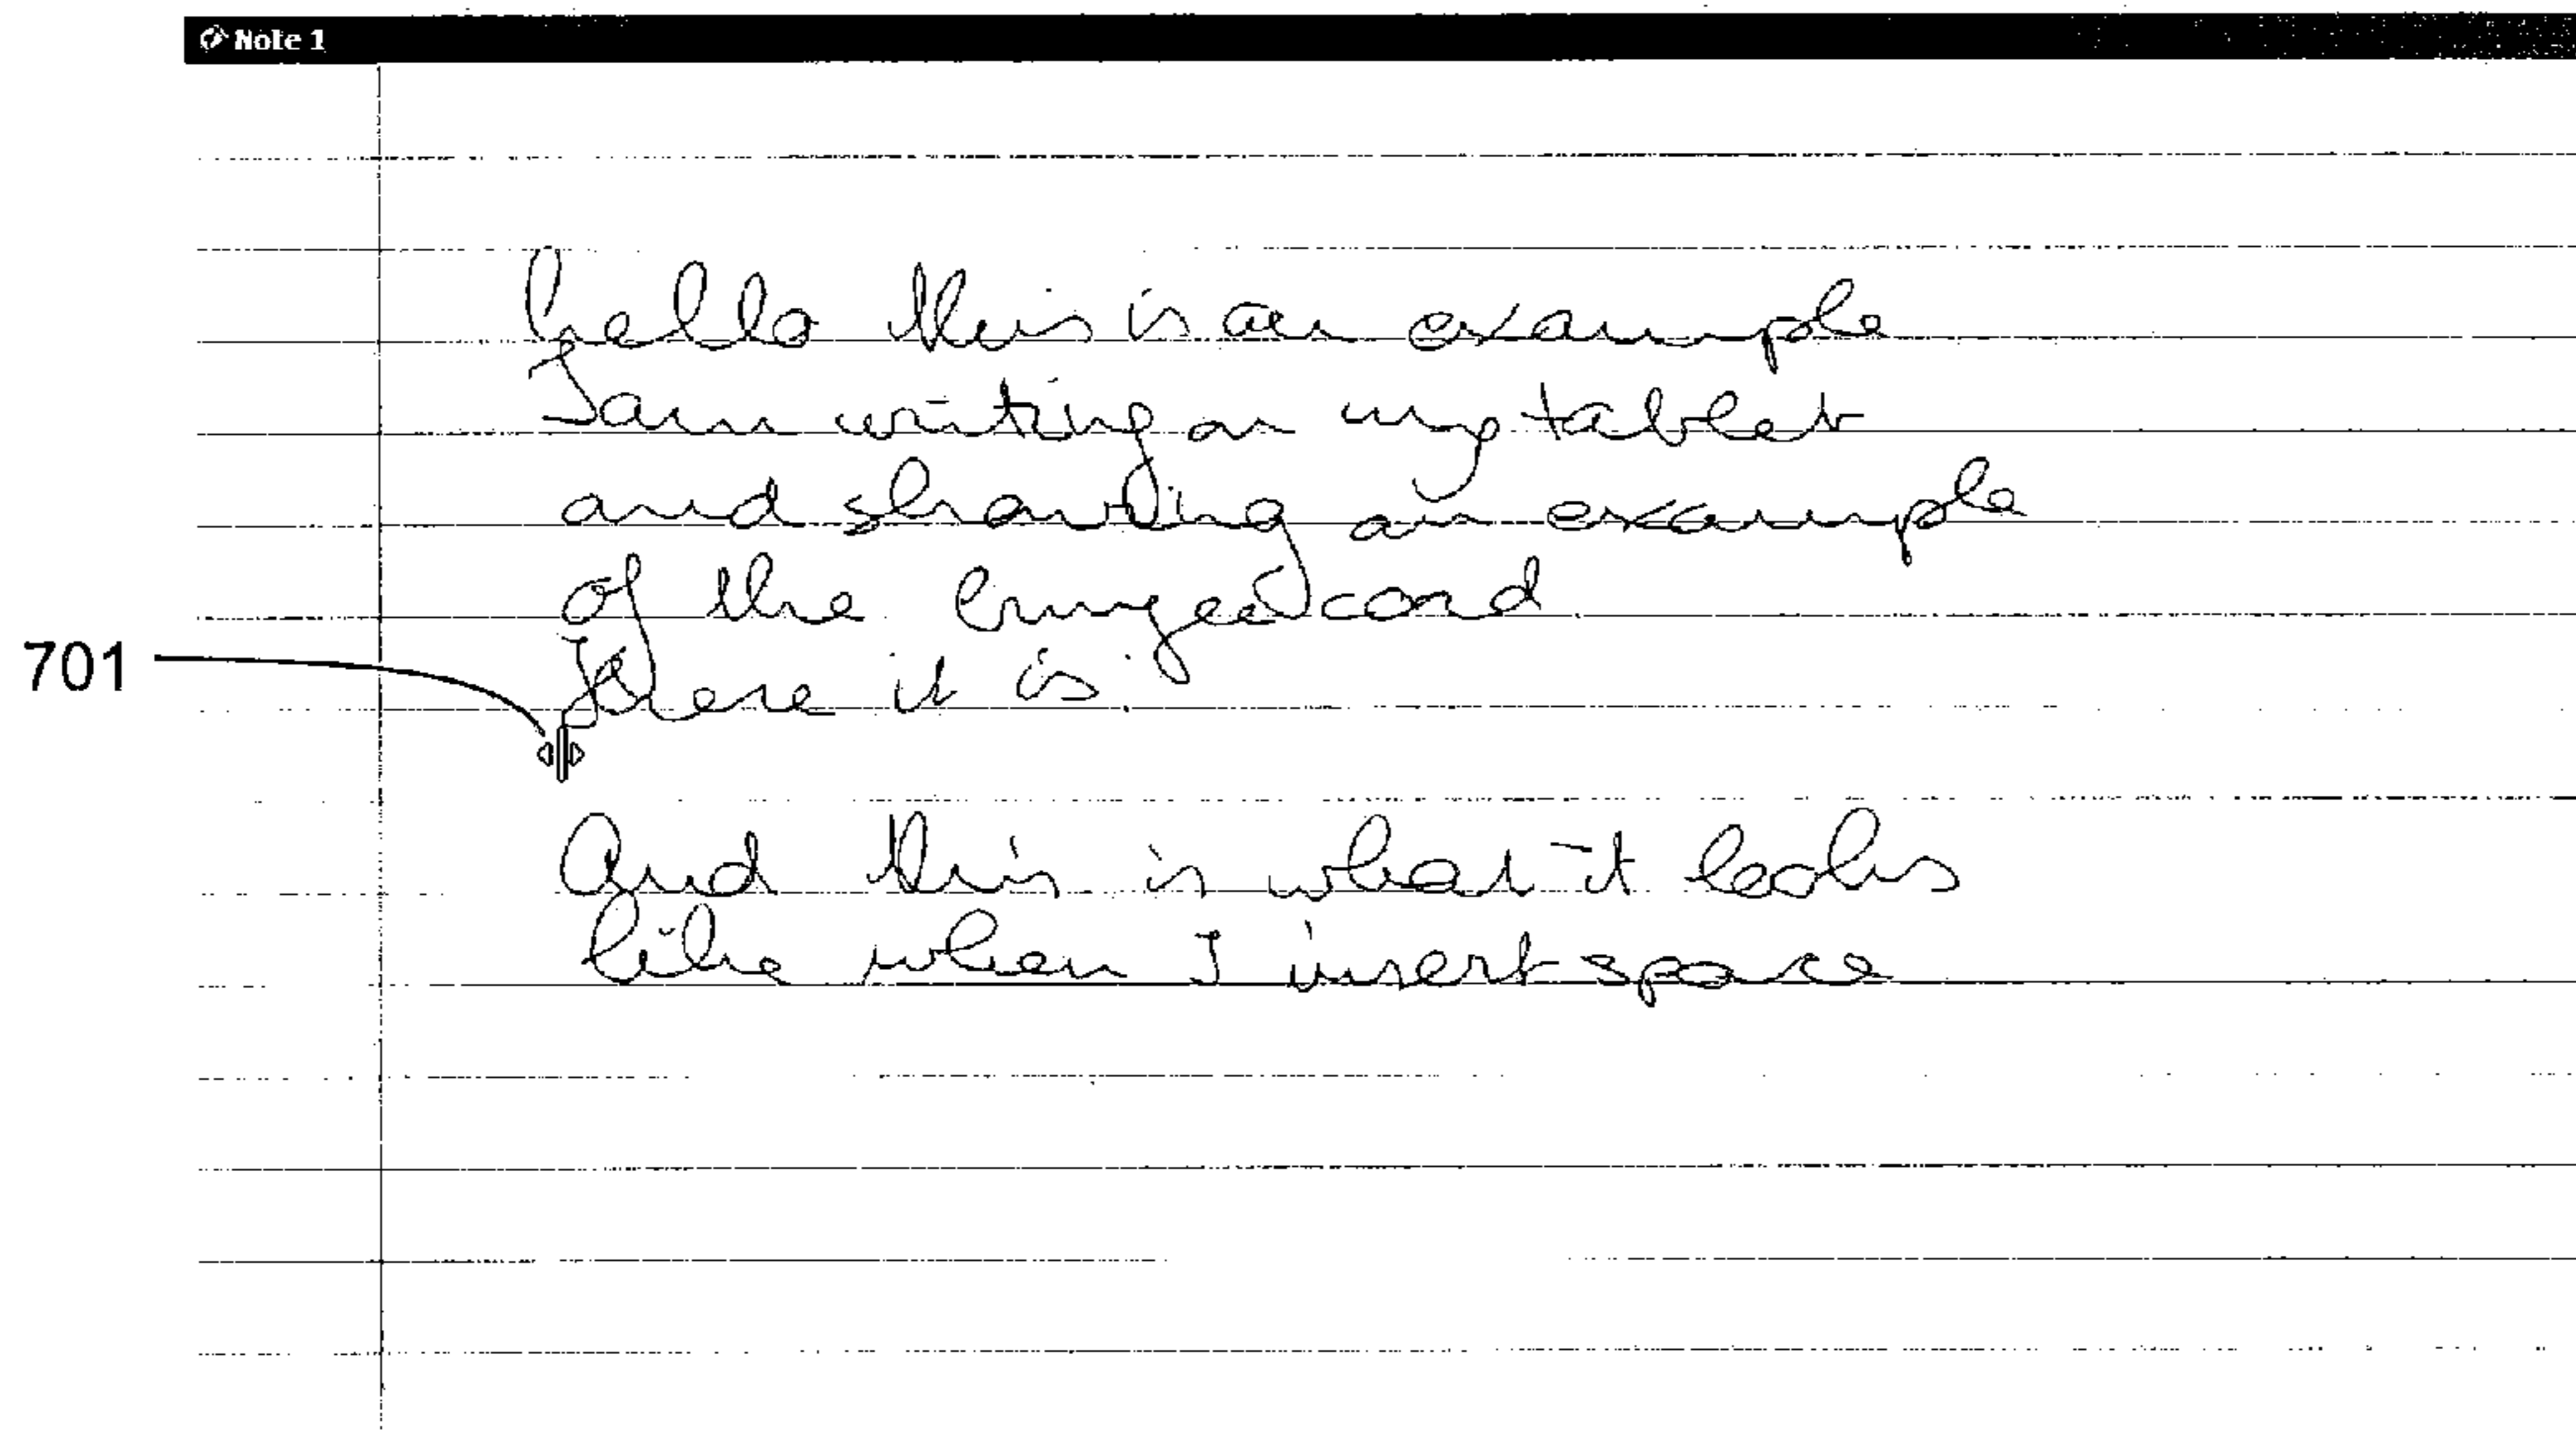 Note 1
hello this is an example
I am writing on my tablet
and showing an example
of the cord
here it is.
701
And this is what it looks
like when I insert space